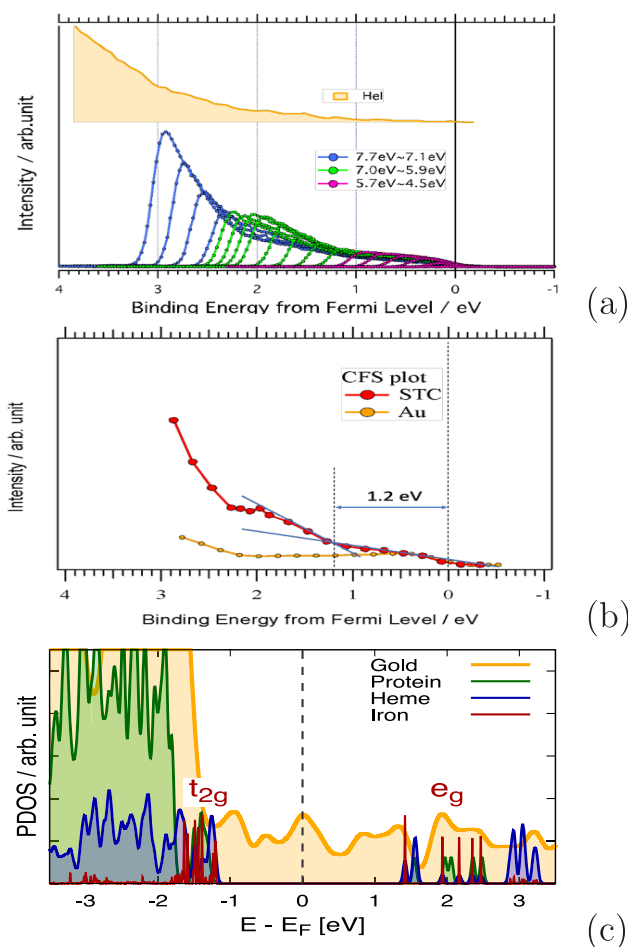 Intensity / arb.unit
HeI
7.7eV~7.1eV
7.0eV~5.9eV
5.7eV~4.5eV
4 3 2 1 0 -1
Binding Energy from Fermi Level / eV
(a)
Intensity / arb. unit
CFS plot
STC
Au
1.2 eV
4 3 2 1 0 -1
Binding Energy from Fermi Level / eV
(b)
PDOS / arb. unit
Gold
Protein
Heme
Iron
t2g
eg
-3 -2 -1 0 1 2 3
E - EF [eV]
(c)